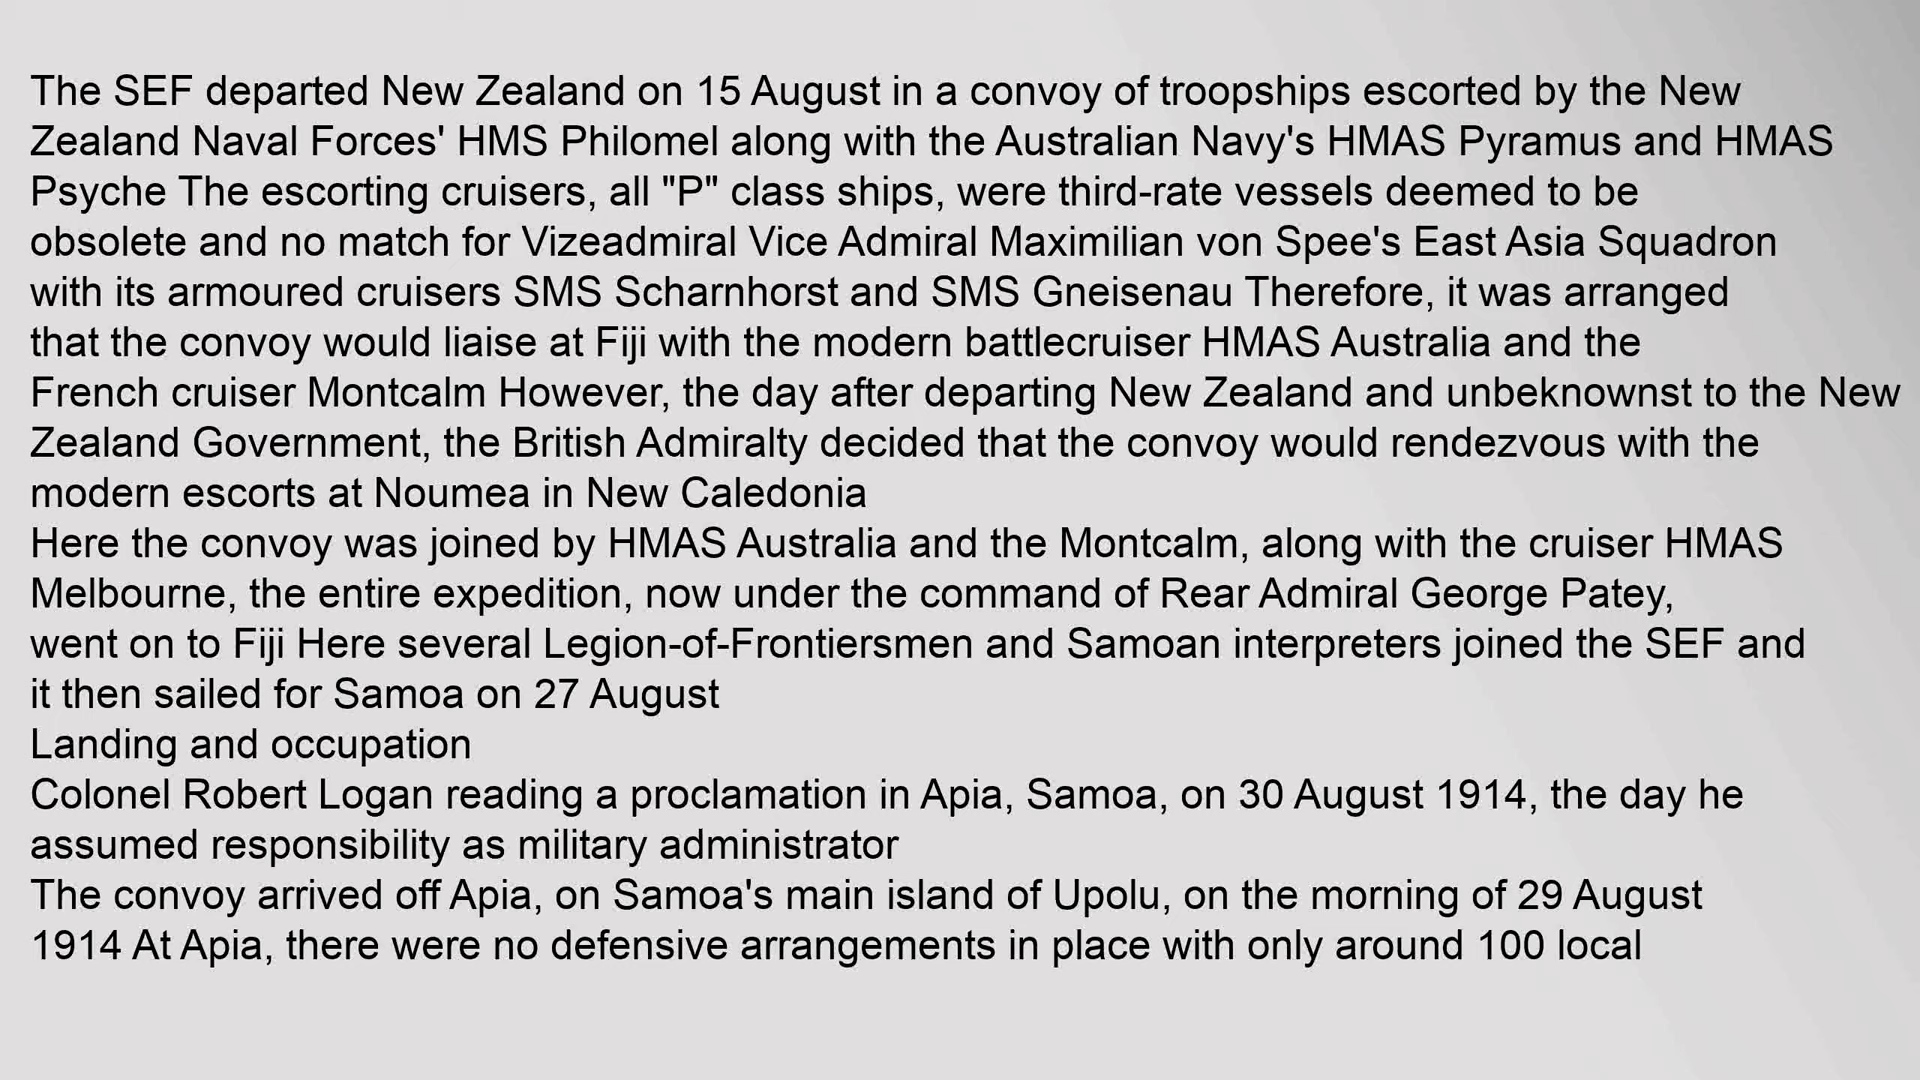 The SEF departed New Zealand on 15 August in a convoy of troopships escorted by the New
Zealand Naval Forces' HMS Philomel along with the Australian Navy's HMAS Pyramus and HMAS
Psyche The escorting cruisers, all "P" class ships, were third-rate vessels deemed to be
obsolete and no match for Vizeadmiral Vice Admiral Maximilian von Spee's East Asia Squadron
with its armoured cruisers SMS Scharnhorst and SMS Gneisenau Therefore, it was arranged
that the convoy would liaise at Fiji with the modern battlecruiser HMAS Australia and the
French cruiser Montcalm However, the day after departing New Zealand and unbeknownst to the New
Zealand Government, the British Admiralty decided that the convoy would rendezvous with the
modern escorts at Noumea in New Caledonia
Here the convoy was joined by HMAS Australia and the Montcalm, along with the cruiser HMAS
Melbourne, the entire expedition, now under the command of Rear Admiral George Patey,
went on to Fiji Here several Legion-of-Frontiersmen and Samoan interpreters joined the SEF and
it then sailed for Samoa on 27 August
Landing and occupation
Colonel Robert Logan reading a proclamation in Apia, Samoa, on 30 August 1914, the day he
assumed responsibility as military administrator
The convoy arrived off Apia, on Samoa's main island of Upolu, on the morning of 29 August
1914 At Apia, there were no defensive arrangements in place with only around 100 local